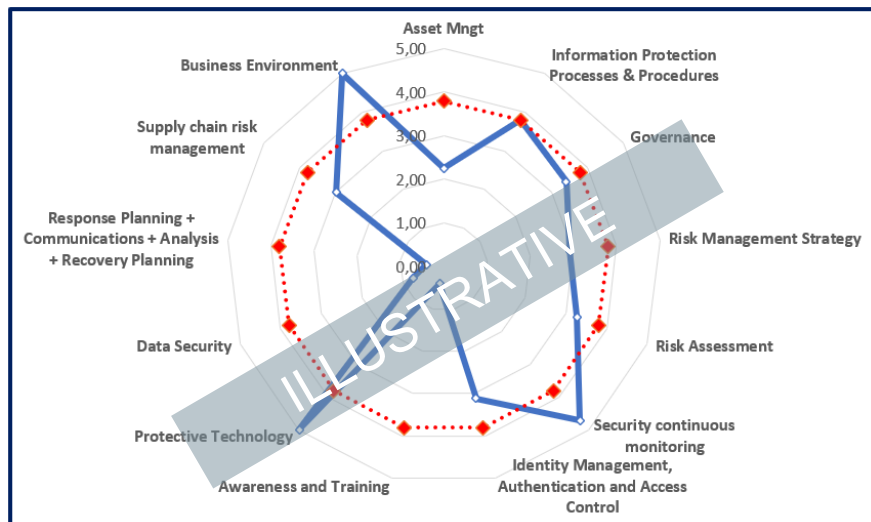 Asset Mngt
5,00
Information Protection
Processes & Procedures
Business Environment
4,00
Supply chain risk
management
3,00
Governance
2,00
Response Planning +
Communications + Analysis
+ Recovery Planning
1,00
Risk Management Strategy
0,00
ILLUSTRATIVE
Data Security
Risk Assessment
Protective Technology
Security continuous
monitoring
Awareness and Training
Identity Management,
Authentication and Access
Control